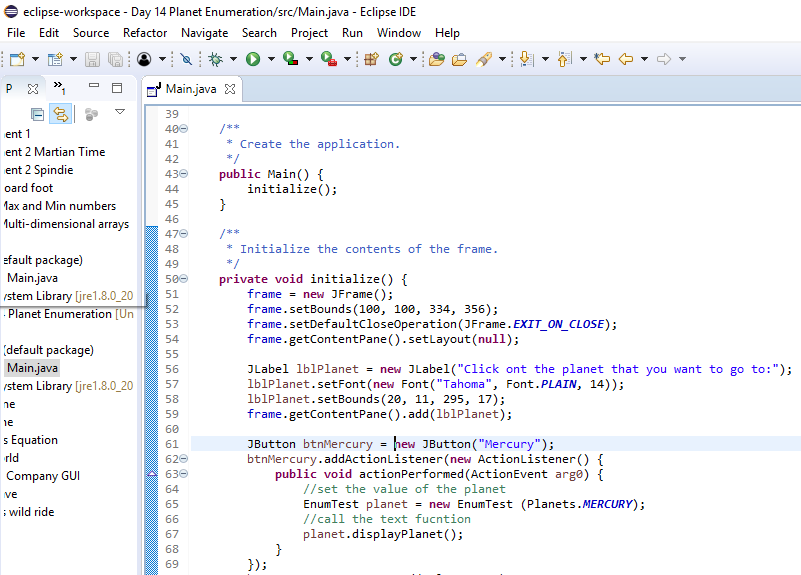 eclipse-workspace - Day 14 Planet Enumeration/src/Main.java - Eclipse IDE
File Edit Source Refactor Navigate Search Project Run Window Help
P »1
Main.java
ent 1
ent 2 Martian Time
ent 2 Spindie
oard foot
Max and Min numbers
Multi-dimensional arrays
efault package)
Main.java
ystem Library [jre1.8.0_20
Planet Enumeration [Un
(default package)
Main.java
ystem Library [jre1.8.0_20
ne
ne
s Equation
rld
Company GUI
ve
s wild ride
39
40 /**
41 * Create the application.
42 */
43 public Main() {
44 initialize();
45 }
46
47 /**
48 * Initialize the contents of the frame.
49 */
50 private void initialize() {
51 frame = new JFrame();
52 frame.setBounds(100, 100, 334, 356);
53 frame.setDefaultCloseOperation(JFrame.EXIT_ON_CLOSE);
54 frame.getContentPane().setLayout(null);
55
56 JLabel lblPlanet = new JLabel("Click ont the planet that you want to go to:");
57 lblPlanet.setFont(new Font("Tahoma", Font.PLAIN, 14));
58 lblPlanet.setBounds(20, 11, 295, 17);
59 frame.getContentPane().add(lblPlanet);
60
61 JButton btnMercury = new JButton("Mercury");
62 btnMercury.addActionListener(new ActionListener() {
63 public void actionPerformed(ActionEvent arg0) {
64 //set the value of the planet
65 EnumTest planet = new EnumTest (Planets.MERCURY);
66 //call the text fucntion
67 planet.displayPlanet();
68 }
69 });